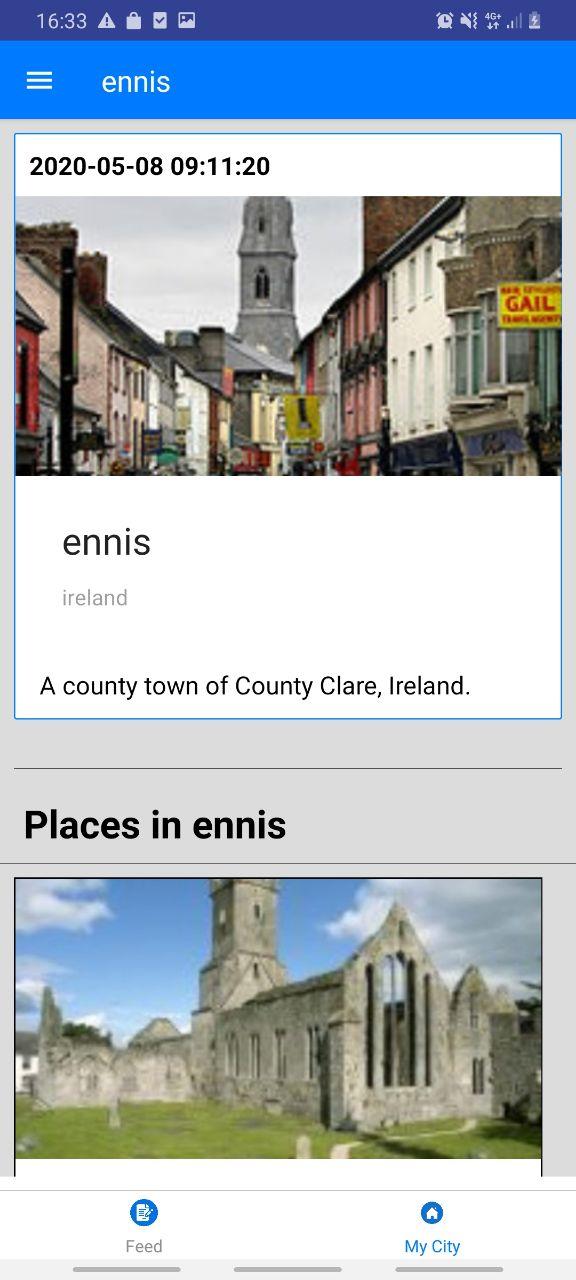 16:33
4G+
ennis
2020-05-08 09:11:20
GAIL
ennis
ireland
A county town of County Clare, Ireland.
Places in ennis
Feed
My City